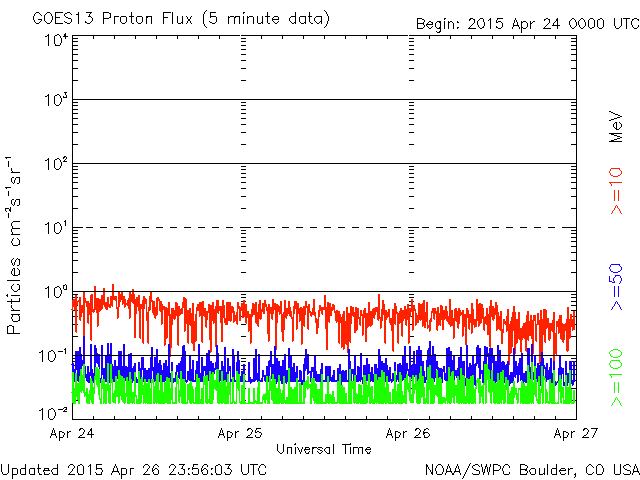 GOES13 Proton Flux (5 minute data)
Begin: 2015 Apr 24 0000 UTC
10⁴
10³
10²
10¹
10⁰
10⁻¹
10⁻²
Particles cm⁻²s⁻¹sr⁻¹
MeV
>=10
>=50
>=100
Apr 24
Apr 25
Apr 26
Apr 27
Universal Time
Updated 2015 Apr 26 23:56:03 UTC
NOAA/SWPC Boulder, CO USA